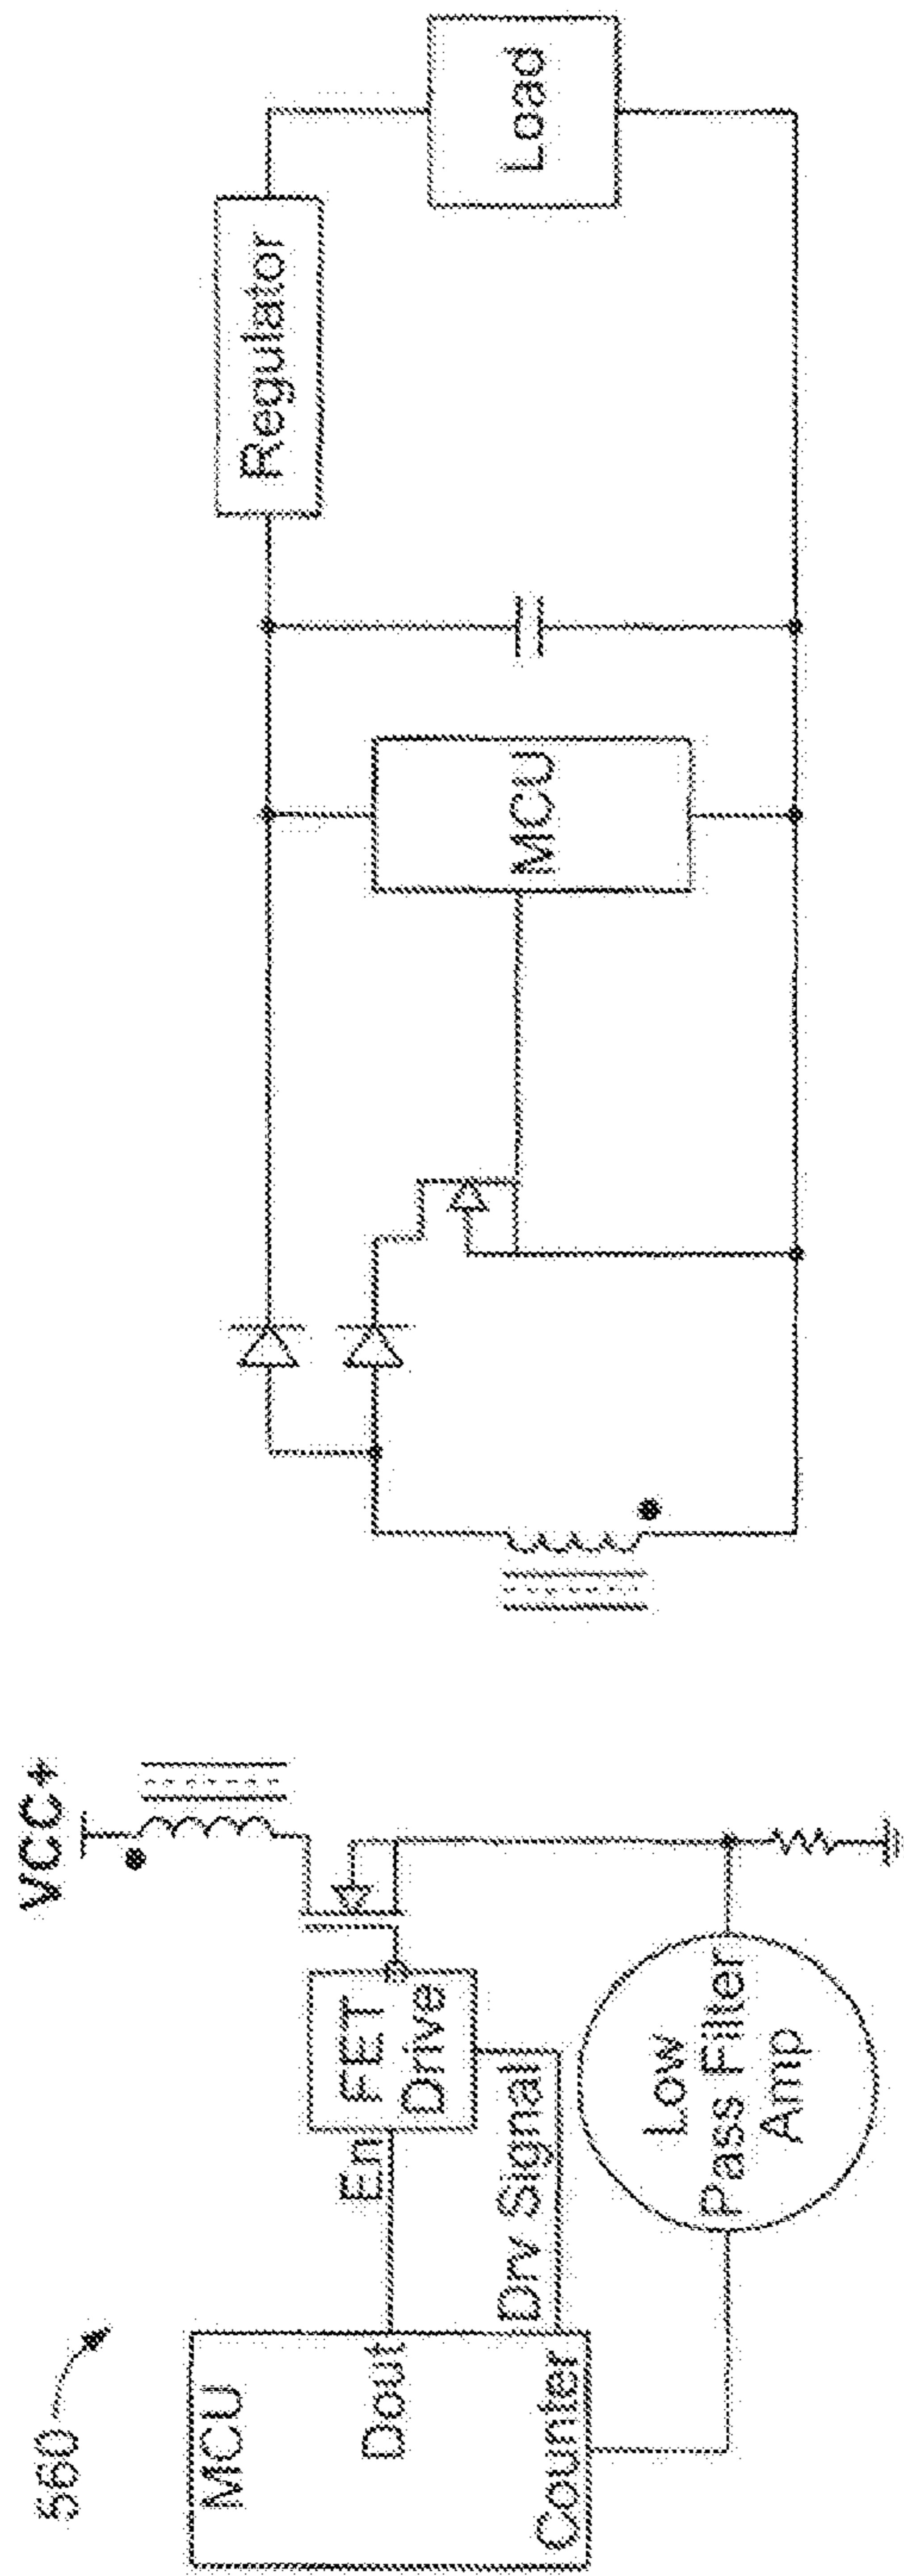 560
MCU
Dout
Counter
En
Drv Signal
FET
Drive
VCC+
Low
Pass Filter
Amp
MCU
Regulator
Load